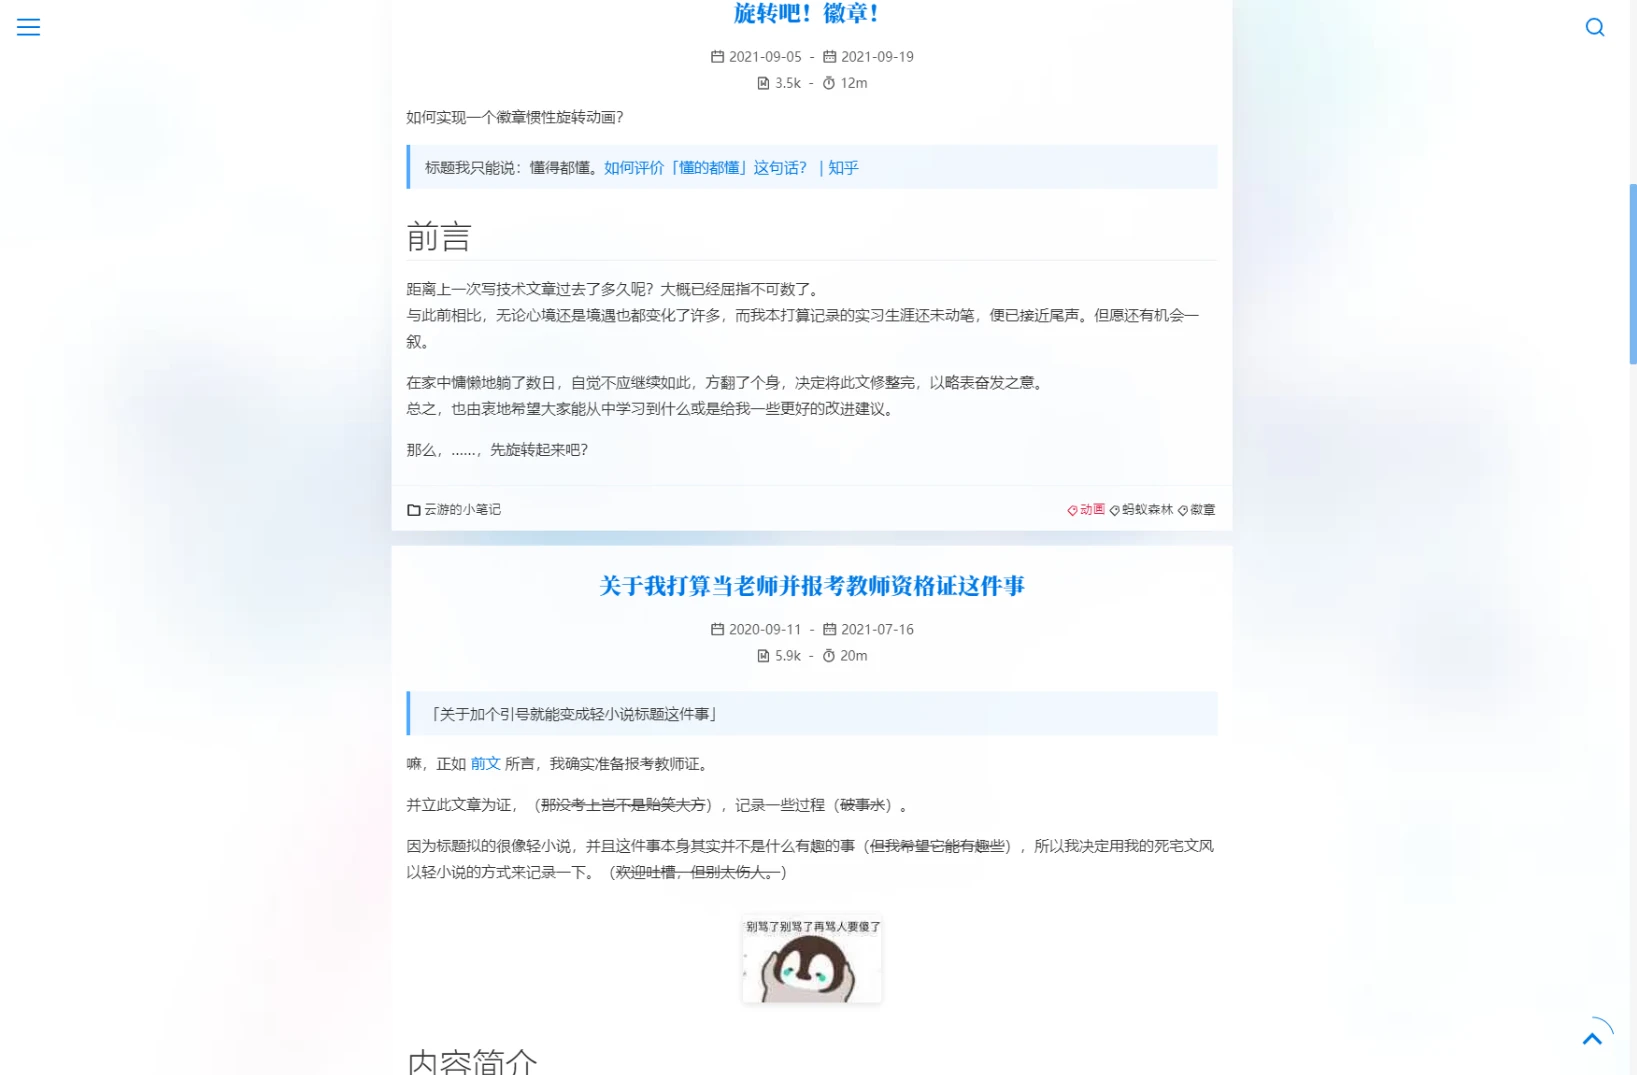 旋转吧！徽章！
2021-09-05 - 2021-09-19
3.5k - 12m
如何实现一个徽章惯性旋转动画？
标题我只能说：懂得都懂。如何评价「懂的都懂」这句话？ | 知乎
前言
距离上一次写技术文章过去了多久呢？大概已经屈指不可数了。
与此前相比，无论心境还是境遇也都变化了许多，而我本打算记录的实习生涯还未动笔，便已接近尾声。但愿还有机会一
叙。
在家中慵懒地躺了数日，自觉不应继续如此，方翻了个身，决定将此文修整完，以略表奋发之意。
总之，也由衷地希望大家能从中学习到什么或是给我一些更好的改进建议。
那么，……，先旋转起来吧？
云游的小笔记 动画 蚂蚁森林 徽章
关于我打算当老师并报考教师资格证这件事
2020-09-11 - 2021-07-16
5.9k - 20m
「关于加个引号就能变成轻小说标题这件事」
嘛，正如 前文 所言，我确实准备报考教师证。
并立此文章为证，（那没考上岂不是贻笑大方），记录一些过程（破事水）。
因为标题拟的很像轻小说，并且这件事本身其实并不是什么有趣的事（但我希望它能有趣些），所以我决定用我的死宅文风
以轻小说的方式来记录一下。（欢迎吐槽，但别太伤人。）
别骂了别骂了再骂人要傻了
内容简介